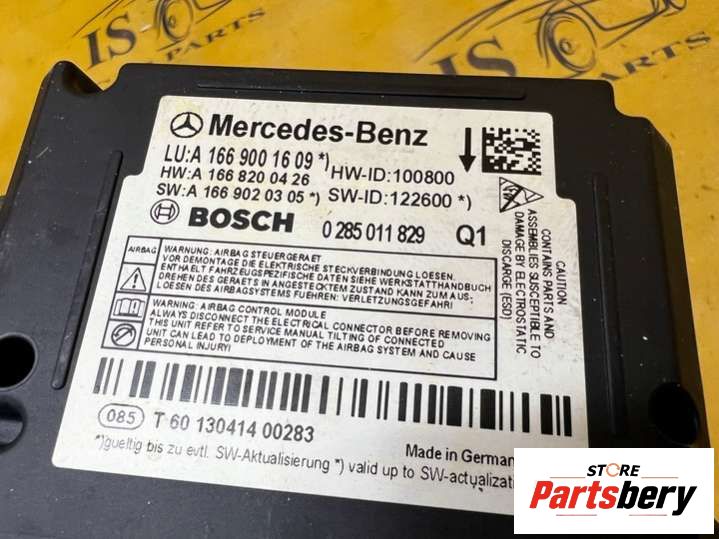 IS
PARTS
IS
PARTS
Mercedes-Benz
LU:A 166 900 16 09 *)
HW-ID:100800
HW:A 166 820 04 26
SW:A 166 902 03 05 *) SW-ID:122600 *)
BOSCH 0 285 011 829 Q1
AIRBAG
WARNUNG: AIRBAG STEUERGERAET
VOR DEMONTAGE DIE ELEKTRISCHE STECKVERBINDUNG LOESEN.
ENTHAELT FAHRZEUGSPEZIFISCHE DATEN SIEHE WERKSTATTHANDBUCH
DREHEN DES GERAETS IN ANGESTECKTEM ZUSTAND KANN ZUM AUS-
LOESEN DES AIRBAGSYSTEMS FUEHREN: VERLETZUNGSGEFAHR!
WARNING: AIRBAG CONTROL MODULE
ALWAYS DISCONNECT THE ELECTRICAL CONNECTOR BEFORE REMOVING
THIS UNIT REFER TO SERVICE MANUAL TILTING OF CONNECTED
UNIT CAN LEAD TO DEPLOYMENT OF THE AIRBAG SYSTEM AND CAUSE
PERSONAL INJURY!
CAUTION
CONTAINS PARTS AND
ASSEMBLIES SUSCEPTIBLE TO
DAMAGE BY ELECTROSTATIC
DISCHARGE (ESD)
085 T 60 130414 00283
Made in German
*)gueltig bis zu evtl. SW-Aktualisierung *) valid up to SW-actualizat
STORE
Partsbery